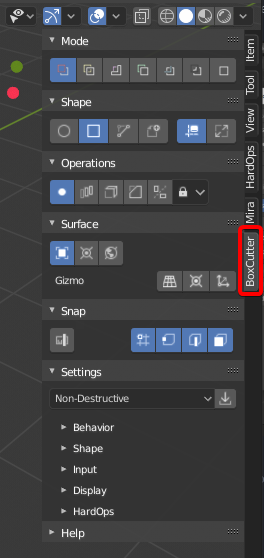 Mode
Shape
Operations
Surface
Gizmo
Snap
Settings
Non-Destructive
Behavior
Shape
Input
Display
HardOps
Help
Item
Tool
View
HardOps
Mira
BoxCutter